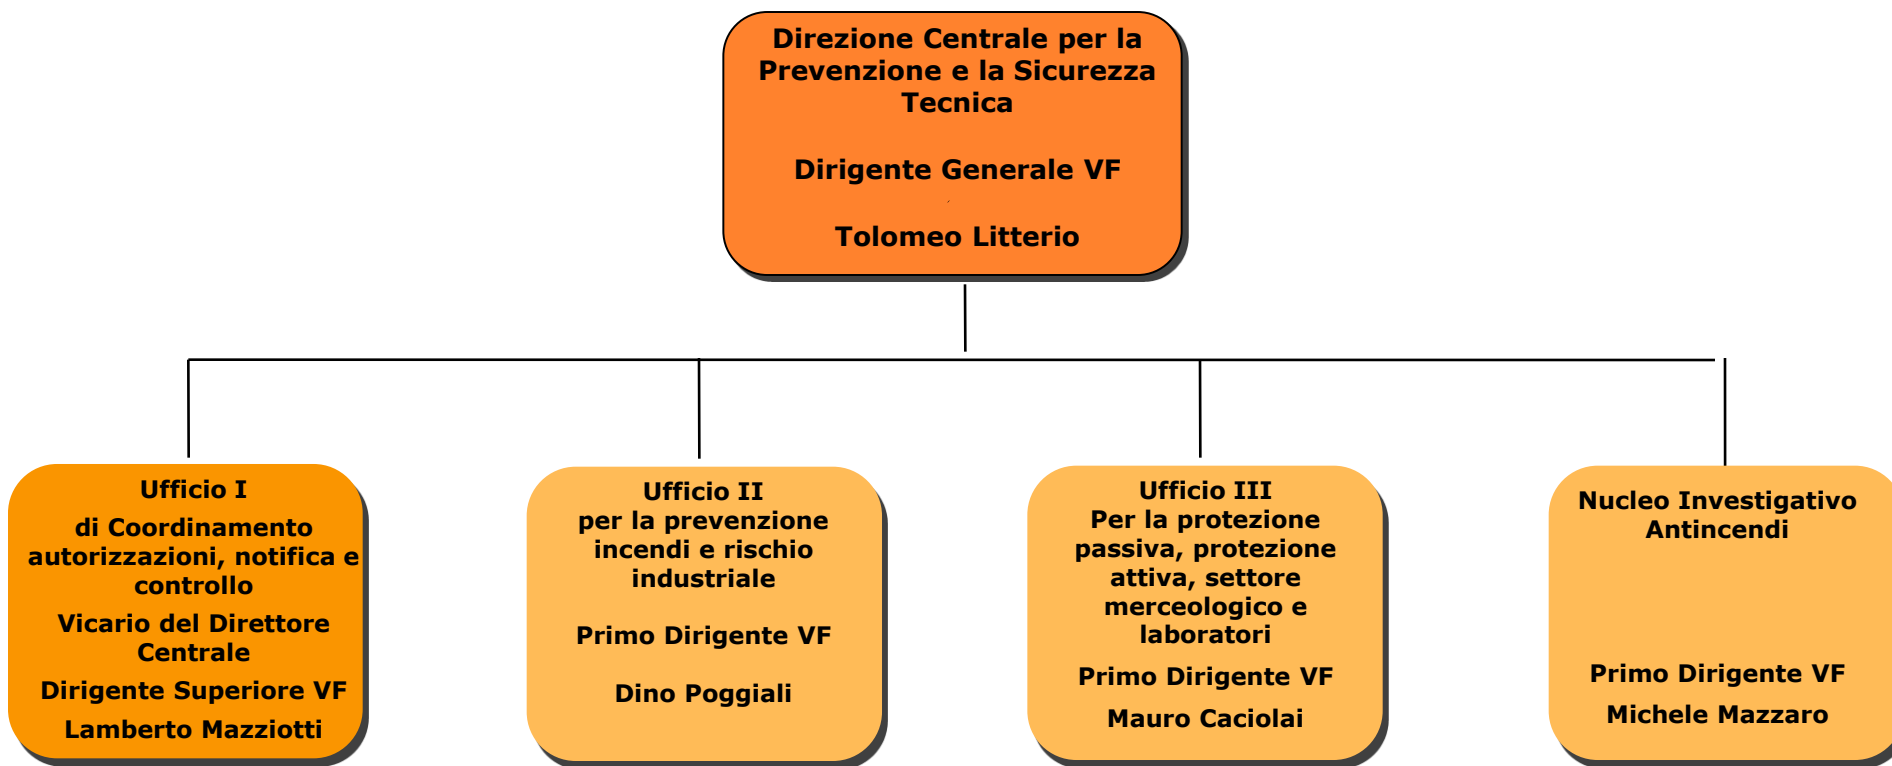 Direzione Centrale per la
Prevenzione e la Sicurezza
Tecnica
Dirigente Generale VF
Tolomeo Litterio
Ufficio I
di Coordinamento
autorizzazioni, notifica e
controllo
Vicario del Direttore
Centrale
Dirigente Superiore VF
Lamberto Mazziotti
Ufficio II
per la prevenzione
incendi e rischio
industriale
Primo Dirigente VF
Dino Poggiali
Ufficio III
Per la protezione
passiva, protezione
attiva, settore
merceologico e
laboratori
Primo Dirigente VF
Mauro Caciolai
Nucleo Investigativo
Antincendi
Primo Dirigente VF
Michele Mazzaro